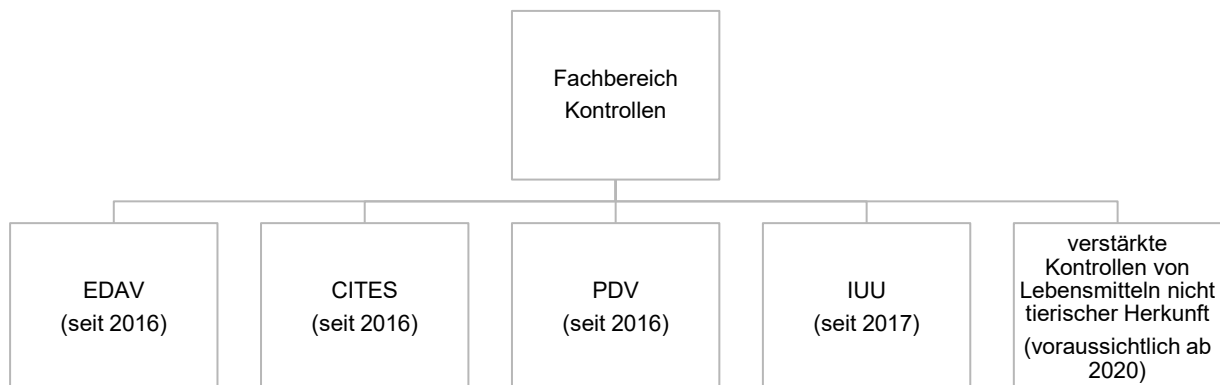 Fachbereich
Kontrollen
EDAV
(seit 2016)
CITES
(seit 2016)
PDV
(seit 2016)
IUU
(seit 2017)
verstärkte
Kontrollen von
Lebensmitteln nicht
tierischer Herkunft
(voraussichtlich ab
2020)